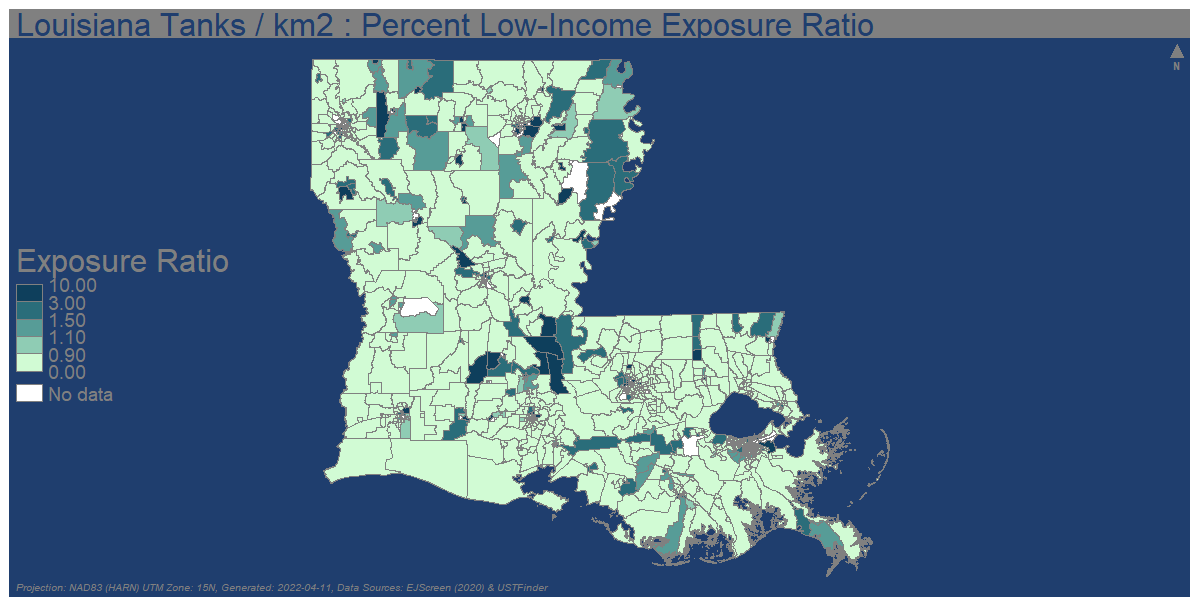 Louisiana Tanks / km2 : Percent Low-Income Exposure Ratio
N
Exposure Ratio
10.00
3.00
1.50
1.10
0.90
0.00
No data
Projection: NAD83 (HARN) UTM Zone: 15N, Generated: 2022-04-11, Data Sources: EJScreen (2020) & USTFinder